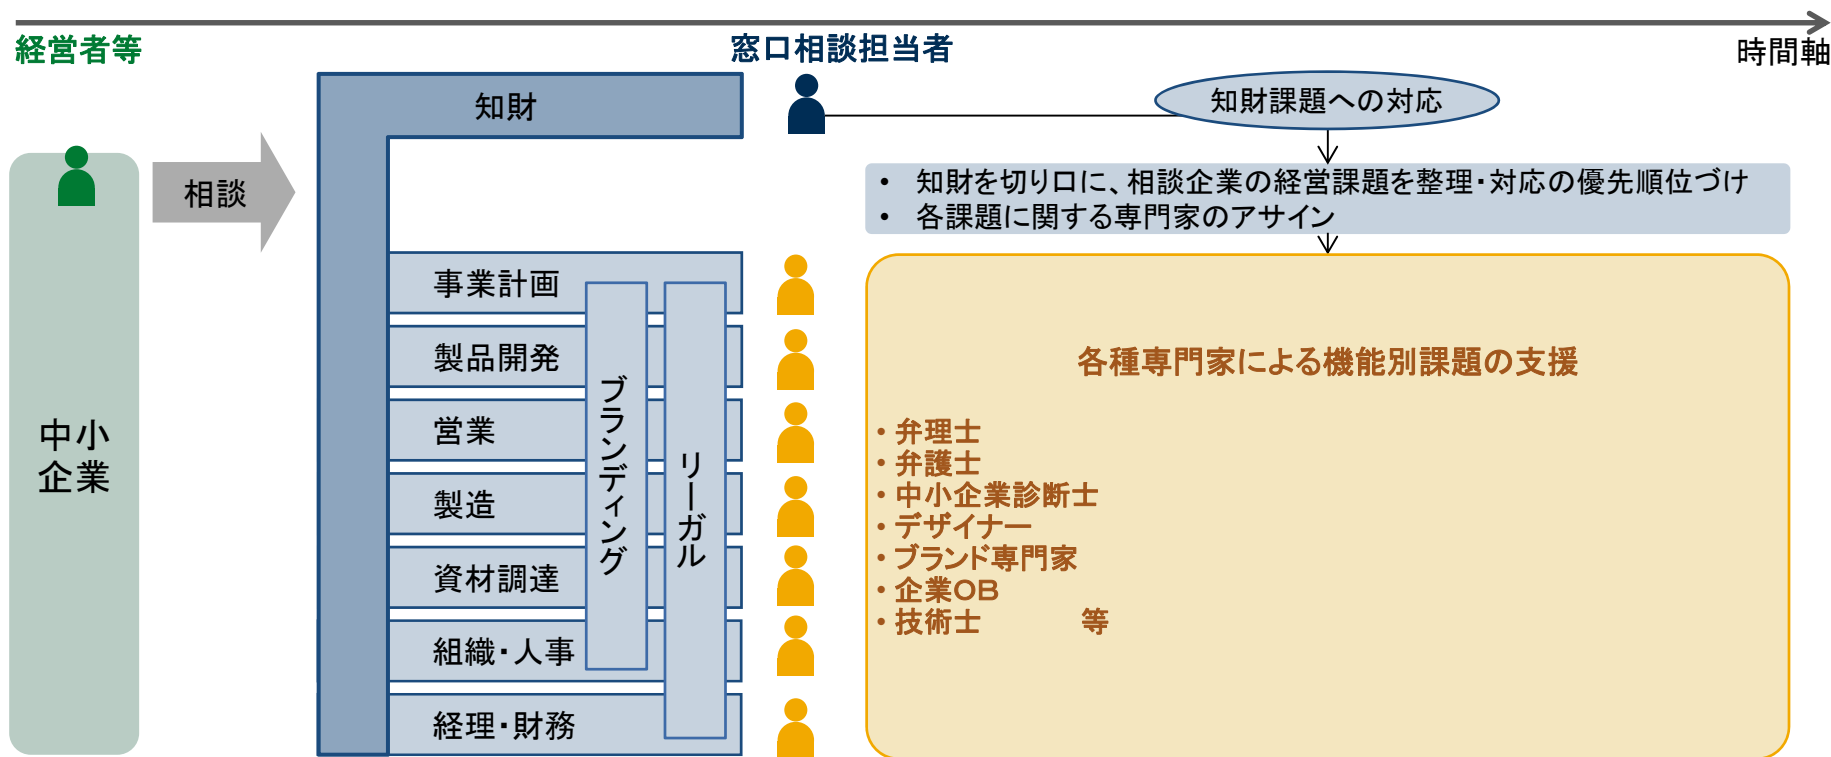 経営者等
窓口相談担当者
時間軸
知財
知財課題への対応
相談
• 知財を切り口に、相談企業の経営課題を整理・対応の優先順位づけ
• 各課題に関する専門家のアサイン
中小
企業
事業計画
製品開発
営業
製造
資材調達
組織・人事
経理・財務
ブランディング
リーガル
各種専門家による機能別課題の支援
・弁理士
・弁護士
・中小企業診断士
・デザイナー
・ブランド専門家
・企業OB
・技術士 等